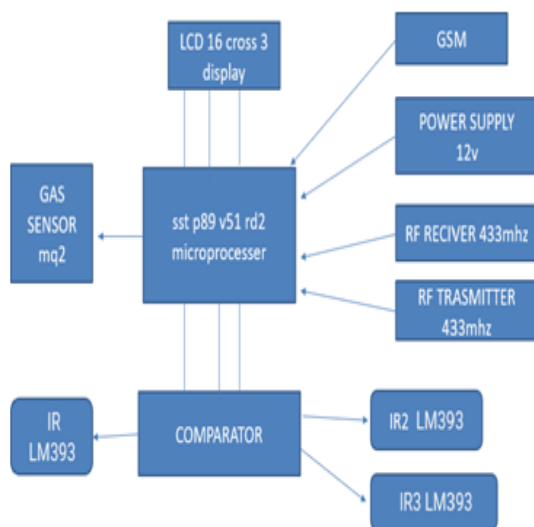 LCD 16 cross 3
display
GSM
POWER SUPPLY
12v
GAS
SENSOR
mq2
sst p89 v51 rd2
microprocesser
RF RECIVER 433mhz
RF TRASMITTER
433mhz
IR
LM393
COMPARATOR
IR2 LM393
IR3 LM393